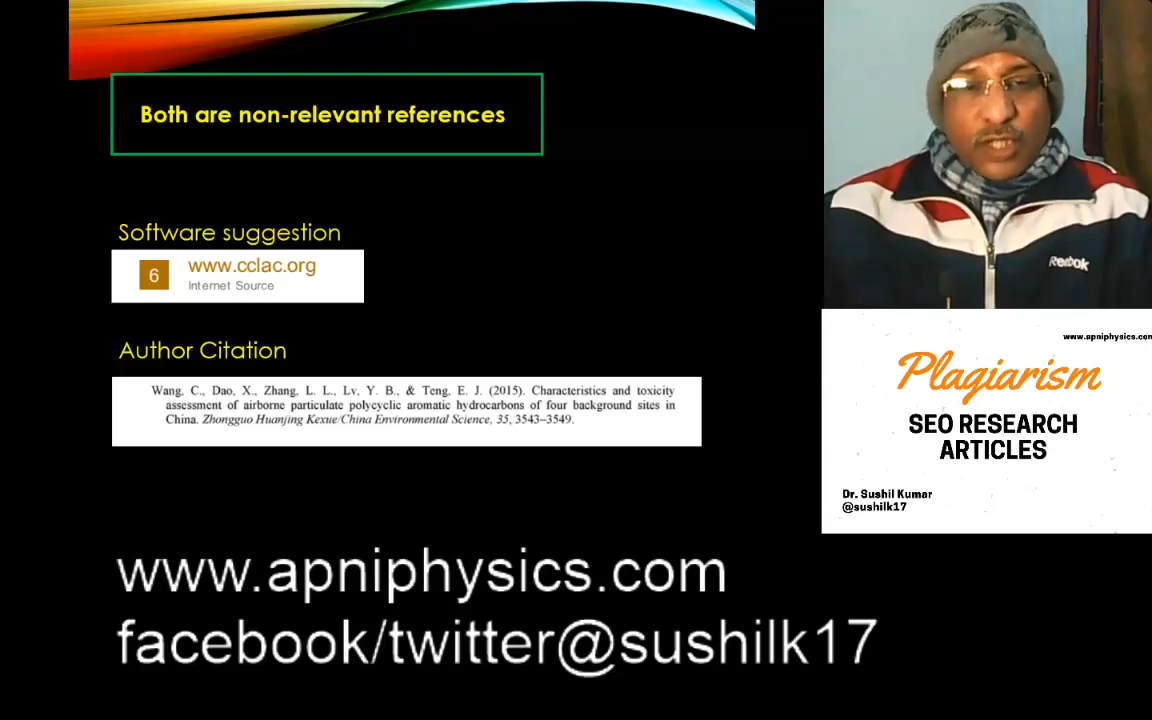 Both are non-relevant references
Software suggestion
6 www.cclac.org
Internet Source
Author Citation
Wang, C., Dao, X., Zhang, L. L., Lv, Y. B., & Teng, E. J. (2015). Characteristics and toxicity
assessment of airborne particulate polycyclic aromatic hydrocarbons of four background sites in
China. Zhongguo Huanjing Kexue/China Environmental Science, 35, 3543–3549.
Reebok
www.apniphysics.com
Plagiarism
SEO RESEARCH
ARTICLES
Dr. Sushil Kumar
@sushilk17
www.apniphysics.com
facebook/twitter@sushilk17